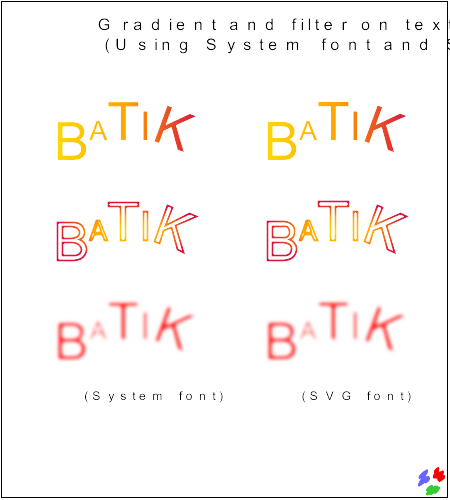 Gradient and filter on text
(Using System font and S
BATIK BATIK
BATIK BATIK
BATIK BATIK
(System font) (SVG font)